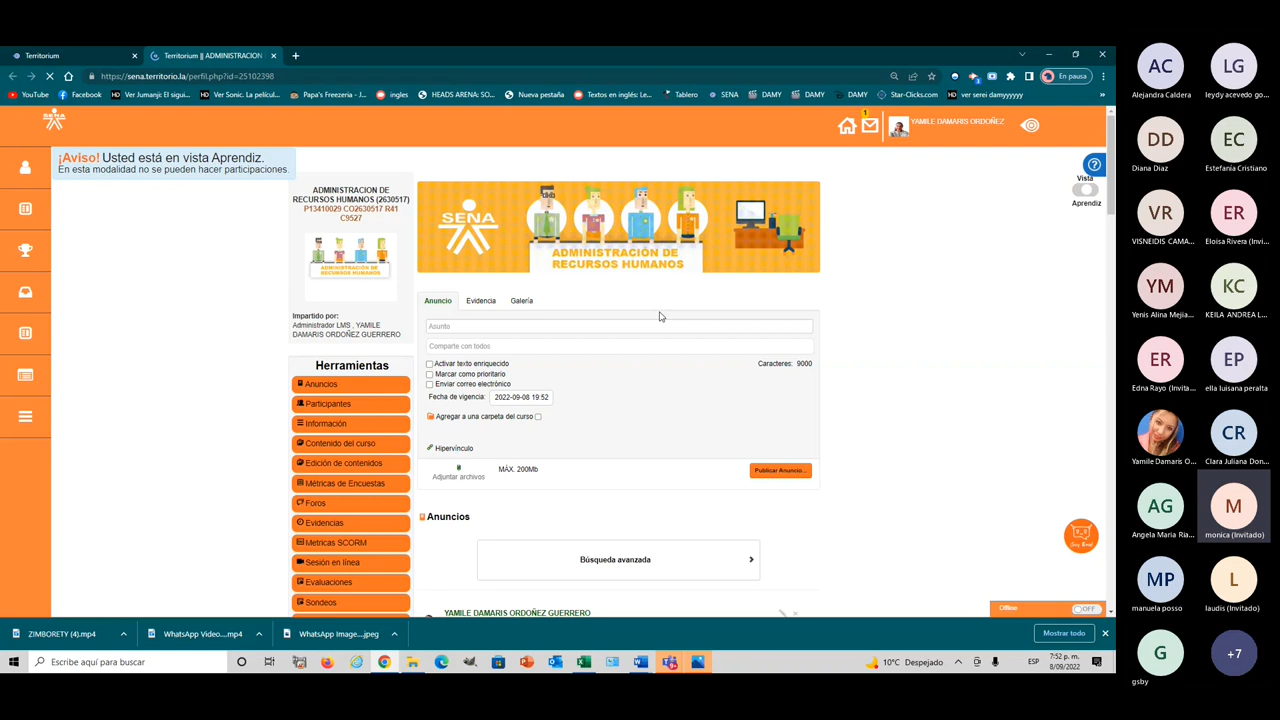 Territorium
Territorium || ADMINISTRACION
https://sena.territorio.la/perfil.php?id=25102398
En pausa
YouTube
Facebook
Ver Jumanji: El sigui...
Ver Sonic. La pelícu...
Papa's Freezeria - J...
ingles
HEADS ARENA: SO...
Nueva pestaña
Textos en inglés: Le...
Tablero
SENA
DAMY
DAMY
Star-Clicks.com
ver serei damyyyyyy
SENA
1
YAMILE DAMARIS ORDOÑEZ
¡Aviso! Usted está en vista Aprendiz.
En esta modalidad no se pueden hacer participaciones.
Vista
Aprendiz
ADMINISTRACION DE
RECURSOS HUMANOS (2630517)
P13410029 CO2630517 R41
C9527
Impartido por:
Administrador LMS , YAMILE
DAMARIS ORDOÑEZ GUERRERO
SENA
ADMINISTRACIÓN DE
RECURSOS HUMANOS
Anuncio
Evidencia
Galería
Asunto
Comparte con todos
Activar texto enriquecido
Caracteres: 9000
Marcar como prioritario
Enviar correo electrónico
Fecha de vigencia:
2022-09-08 19:52
Agregar a una carpeta del curso
Hipervínculo
Adjuntar archivos
MÁX. 200Mb
Publicar Anuncio...
Anuncios
Búsqueda avanzada
YAMILE DAMARIS ORDOÑEZ GUERRERO
Herramientas
Anuncios
Participantes
Información
Contenido del curso
Edición de contenidos
Métricas de Encuestas
Foros
Evidencias
Metricas SCORM
Sesión en línea
Evaluaciones
Sondeos
Offline
OFF
ZIMBORETY (4).mp4
WhatsApp Video....mp4
WhatsApp Image....jpeg
Mostrar todo
Escribe aquí para buscar
10°C Despejado
ESP
7:52 p. m.
8/09/2022
AC
Alejandra Caldera
LG
leydy acevedo go...
DD
Diana Diaz
EC
Estefanía Cristiano
VR
VISNEIDIS CAMA...
ER
Eloisa Rivera (Invi...
YM
Yenis Alina Mejia...
KC
KEILA ANDREA L...
ER
Edna Rayo (Invita...
EP
ella luisana peralta
Yamile Damaris O...
CR
Clara Juliana Don...
AG
Angela Maria Ria...
M
monica (Invitado)
MP
manuela posso
L
laudis (Invitado)
G
gsby
+7